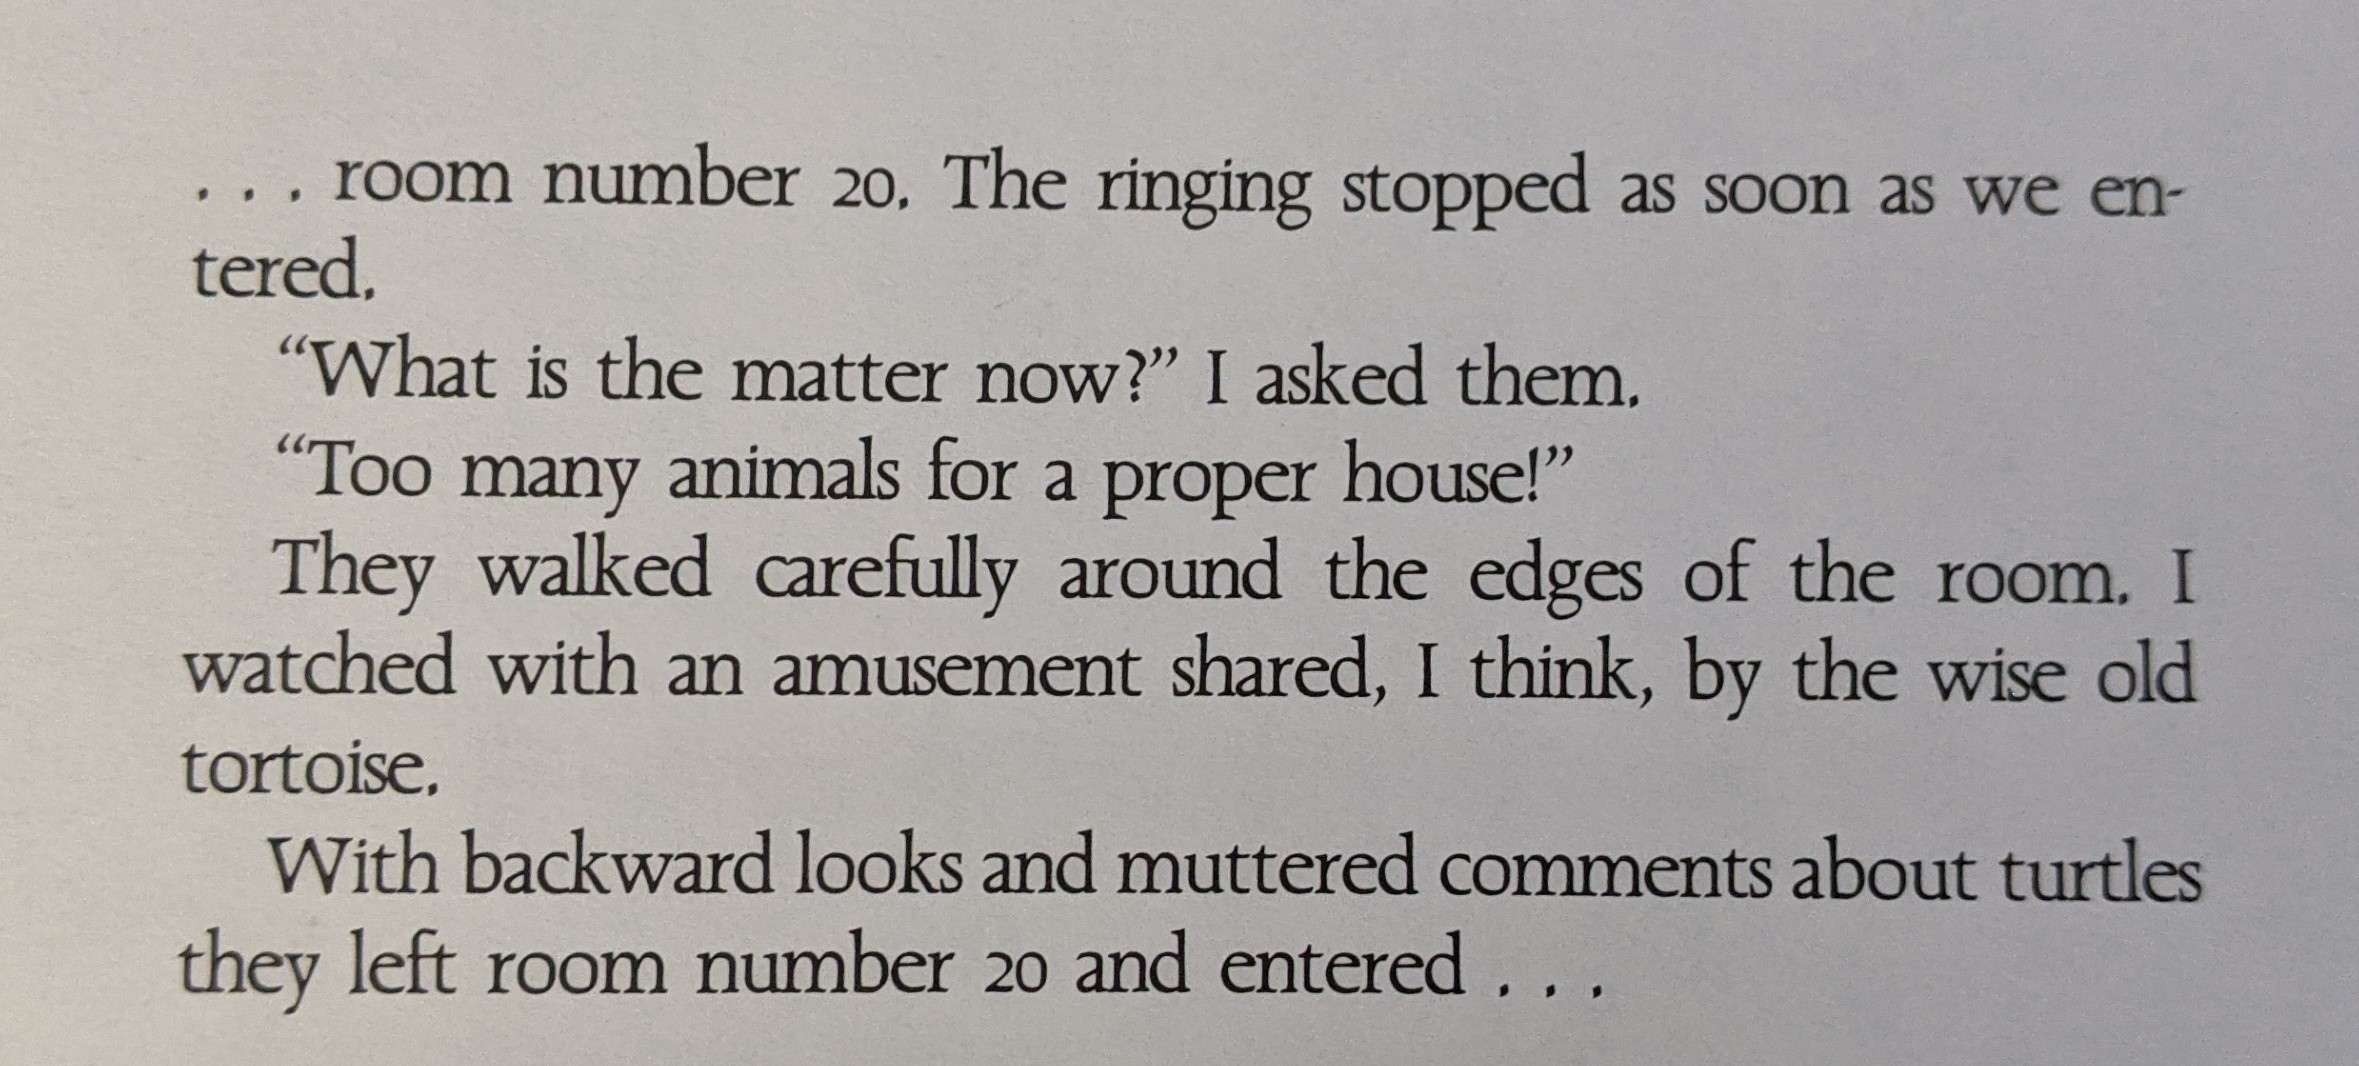 . . . room number 20. The ringing stopped as soon as we en-
tered.
“What is the matter now?” I asked them.
“Too many animals for a proper house!”
They walked carefully around the edges of the room. I
watched with an amusement shared, I think, by the wise old
tortoise.
With backward looks and muttered comments about turtles
they left room number 20 and entered . . .